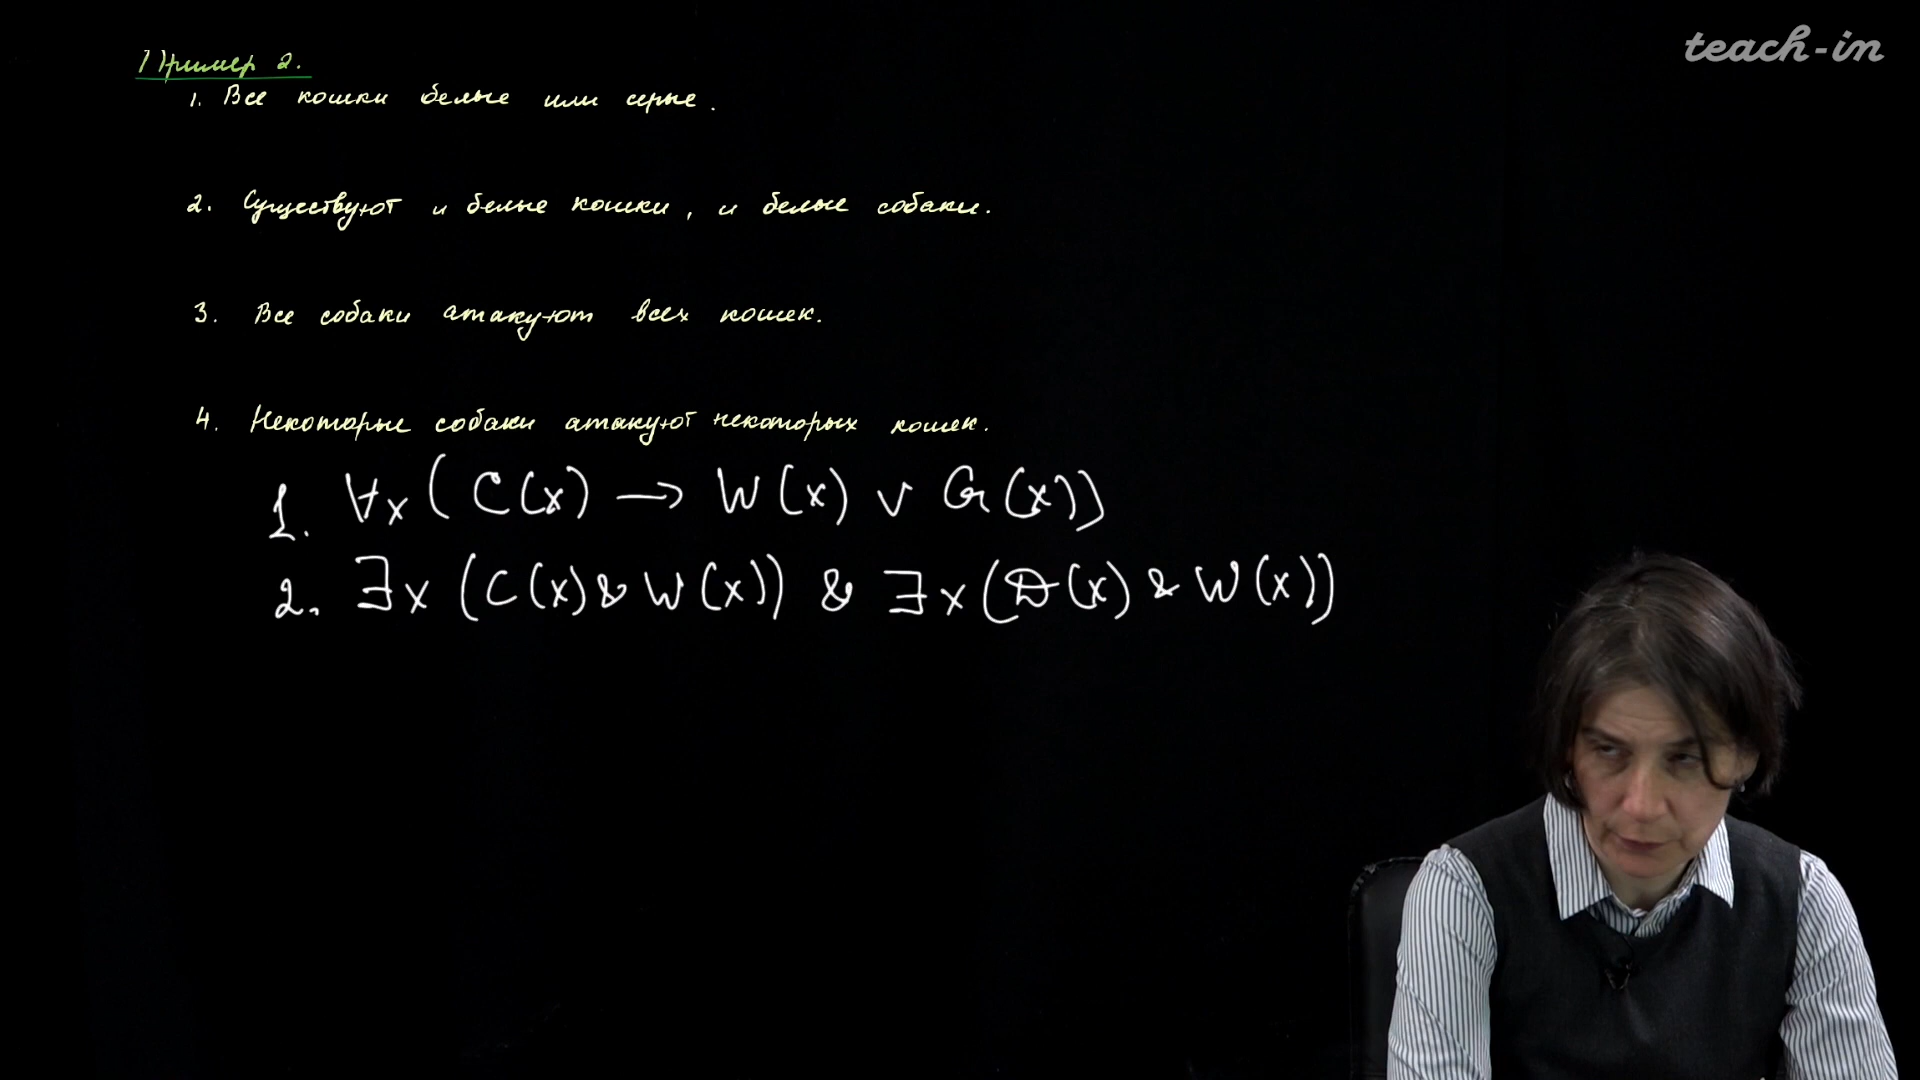 teach-in
Пример 2.
1. Все кошки белые или серые.
2. Существуют и белые кошки, и белые собаки.
3. Все собаки атакуют всех кошек.
4. Некоторые собаки атакуют некоторых кошек.
1. ∀x (C(x) → W(x) ∨ G(x))
2. ∃x (C(x) & W(x)) & ∃x (D(x) & W(x))